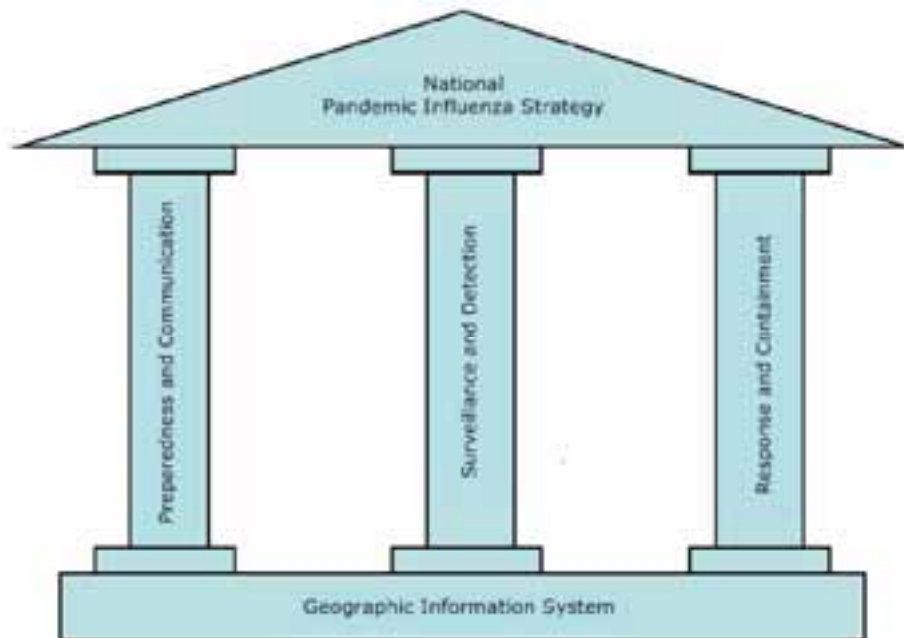 National
Pandemic Influenza Strategy
Preparedness and Communication
Surveillance and Detection
Response and Containment
Geographic Information System